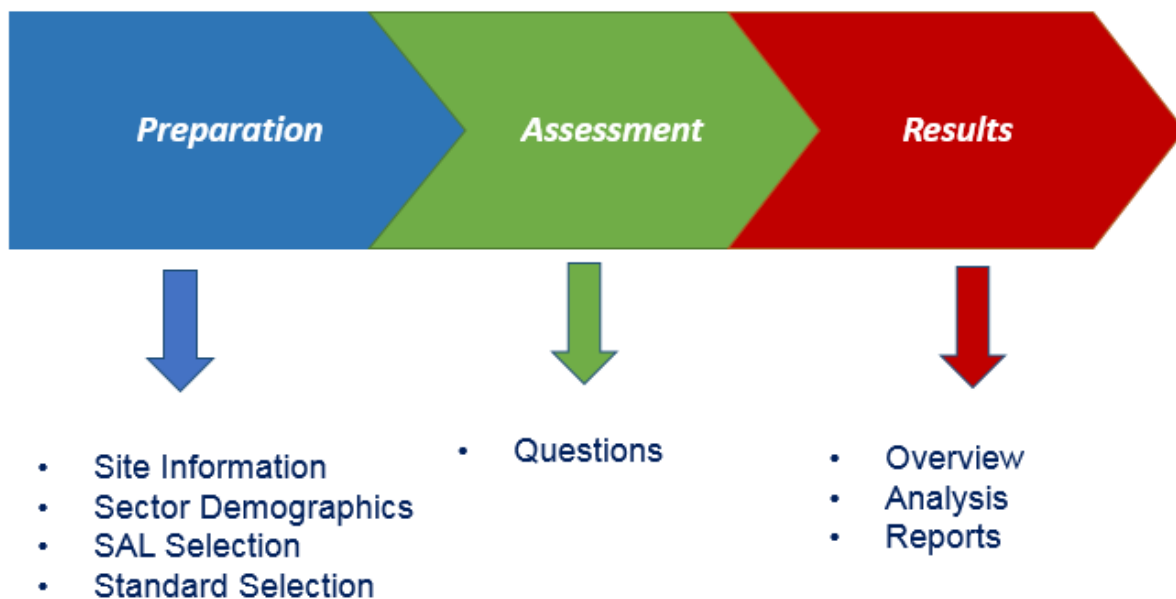 Preparation
Assessment
Results
• Site Information
• Sector Demographics
• SAL Selection
• Standard Selection
• Questions
• Overview
• Analysis
• Reports